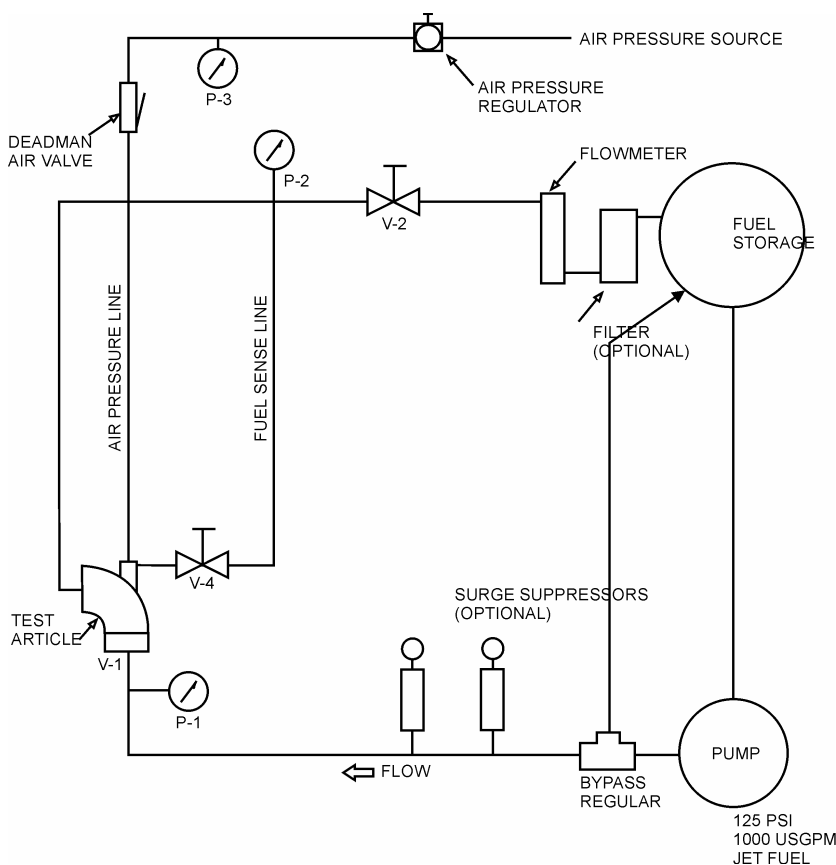 AIR PRESSURE SOURCE
P-3
AIR PRESSURE
REGULATOR
DEADMAN
AIR VALVE
P-2
FLOWMETER
V-2
FUEL
STORAGE
AIR PRESSURE LINE
FUEL SENSE LINE
FILTER
(OPTIONAL)
V-4
SURGE SUPPRESSORS
(OPTIONAL)
TEST
ARTICLE
V-1
P-1
FLOW
BYPASS
REGULAR
PUMP
125 PSI
1000 USGPM
JET FUEL